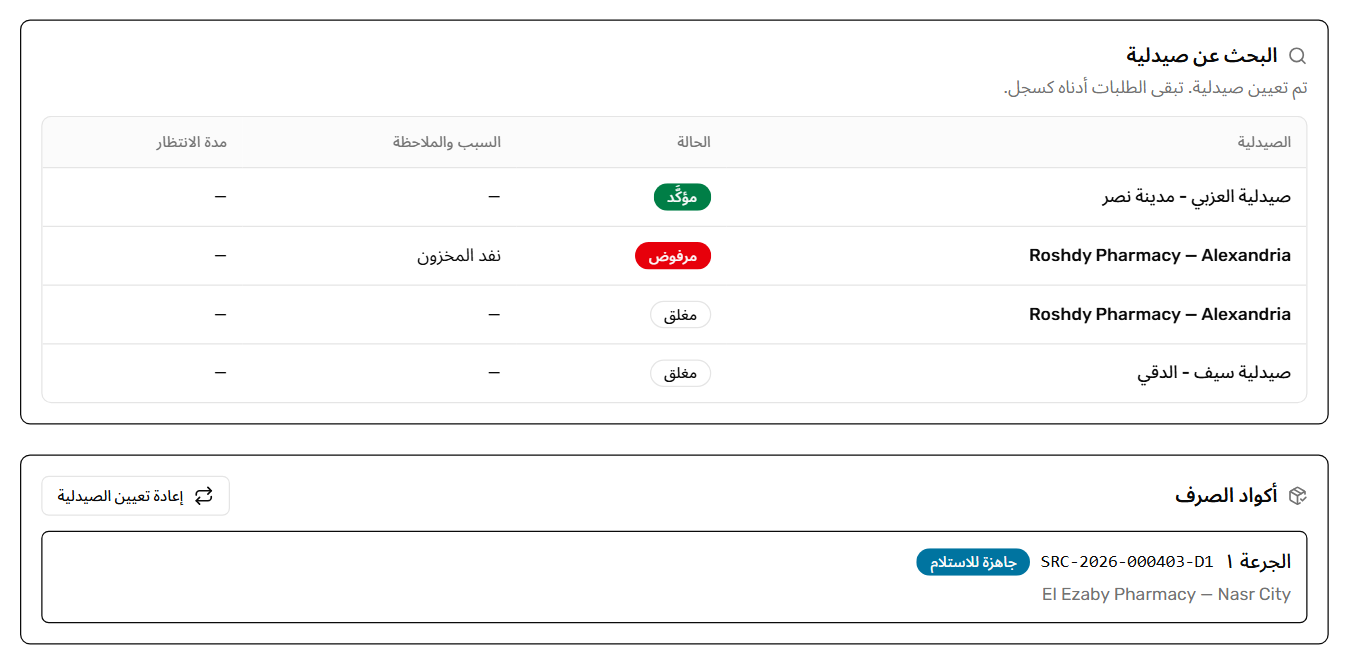 البحث عن صيدلية
تم تعيين صيدلية. تبقى الطلبات أدناه كسجل.
الصيدلية الحالة السبب والملاحظة مدة الانتظار
صيدلية العزبي - مدينة نصر مؤكَّد — —
Roshdy Pharmacy — Alexandria مرفوض نفد المخزون —
Roshdy Pharmacy — Alexandria مغلق — —
صيدلية سيف - الدقي مغلق — —
أكواد الصرف إعادة تعيين الصيدلية
الجرعة ١ SRC-2026-000403-D1 جاهزة للاستلام
El Ezaby Pharmacy — Nasr City